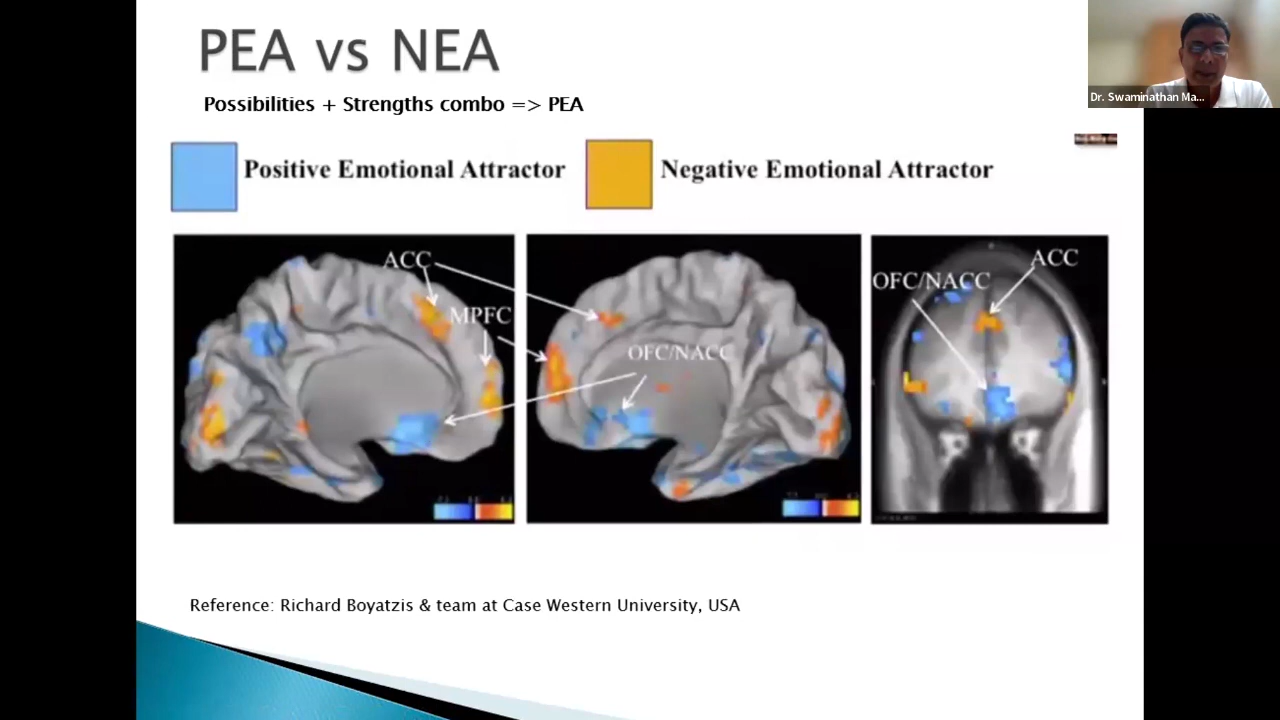 PEA vs NEA
Possibilities + Strengths combo => PEA
Dr. Swaminathan Ma...
Positive Emotional Attractor
Negative Emotional Attractor
ACC
MPFC
OFC/NACC
OFC/NACC
ACC
Reference: Richard Boyatzis & team at Case Western University, USA